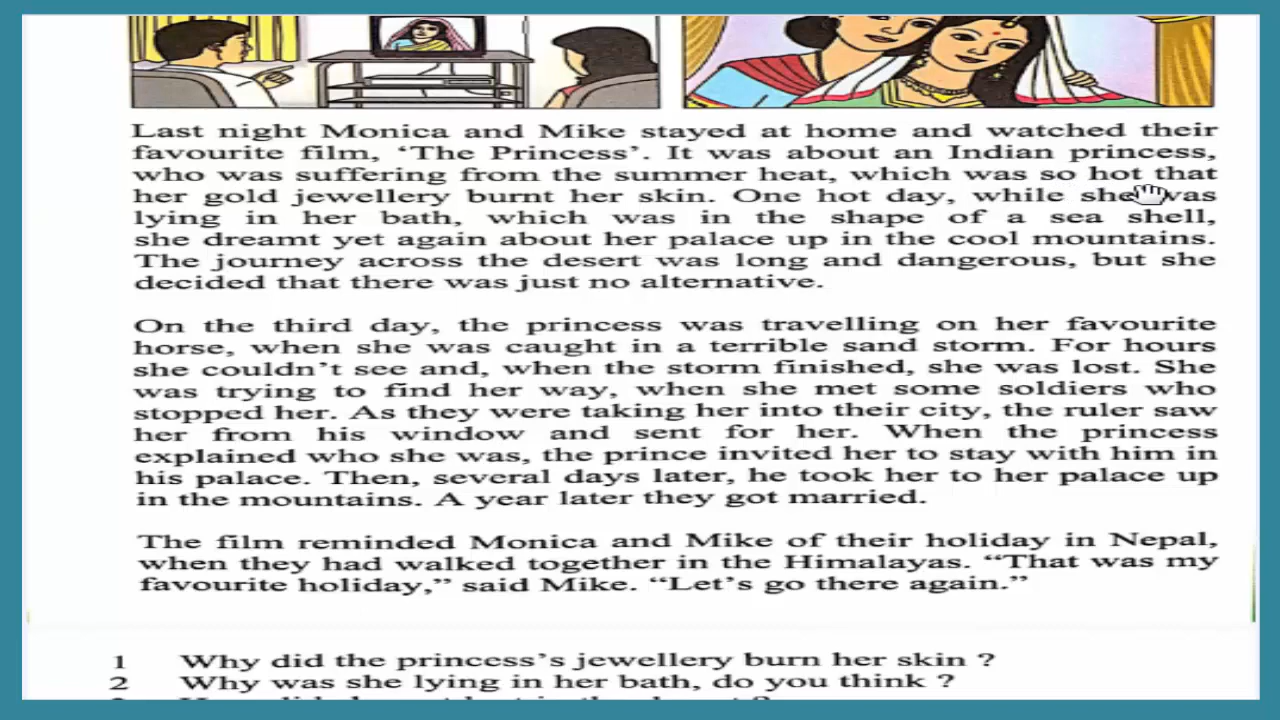 Last night Monica and Mike stayed at home and watched their
favourite film, ‘The Princess’. It was about an Indian princess,
who was suffering from the summer heat, which was so hot that
her gold jewellery burnt her skin. One hot day, while she was
lying in her bath, which was in the shape of a sea shell,
she dreamt yet again about her palace up in the cool mountains.
The journey across the desert was long and dangerous, but she
decided that there was just no alternative.
On the third day, the princess was travelling on her favourite
horse, when she was caught in a terrible sand storm. For hours
she couldn’t see and, when the storm finished, she was lost. She
was trying to find her way, when she met some soldiers who
stopped her. As they were taking her into their city, the ruler saw
her from his window and sent for her. When the princess
explained who she was, the prince invited her to stay with him in
his palace. Then, several days later, he took her to her palace up
in the mountains. A year later they got married.
The film reminded Monica and Mike of their holiday in Nepal,
when they had walked together in the Himalayas. “That was my
favourite holiday,” said Mike. “Let’s go there again.”
1 Why did the princess’s jewellery burn her skin ?
2 Why was she lying in her bath, do you think ?